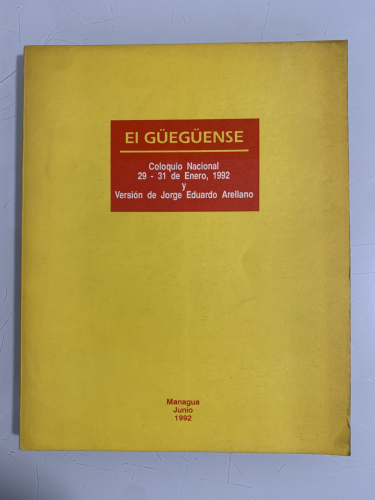 El GÜEGÜENSE
Coloquio Nacional
29 - 31 de Enero, 1992
y
Versión de Jorge Eduardo Arellano
Managua
Junio
1992